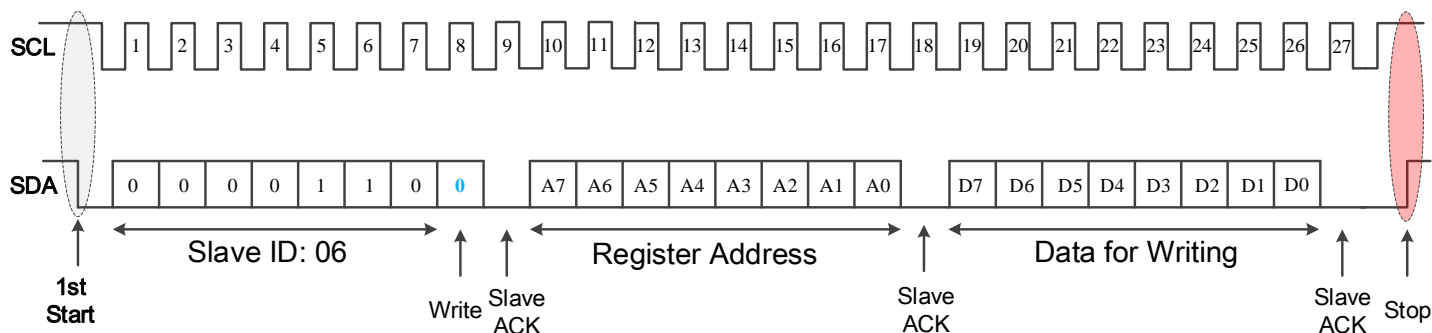 SCL 1 2 3 4 5 6 7 8 9 10 11 12 13 14 15 16 17 18 19 20 21 22 23 24 25 26 27
SDA 0 0 0 0 1 1 0 0 A7 A6 A5 A4 A3 A2 A1 A0 D7 D6 D5 D4 D3 D2 D1 D0
Slave ID: 06 Register Address Data for Writing
1st
Start
Write
Slave
ACK
Slave
ACK
Slave
ACK
Stop